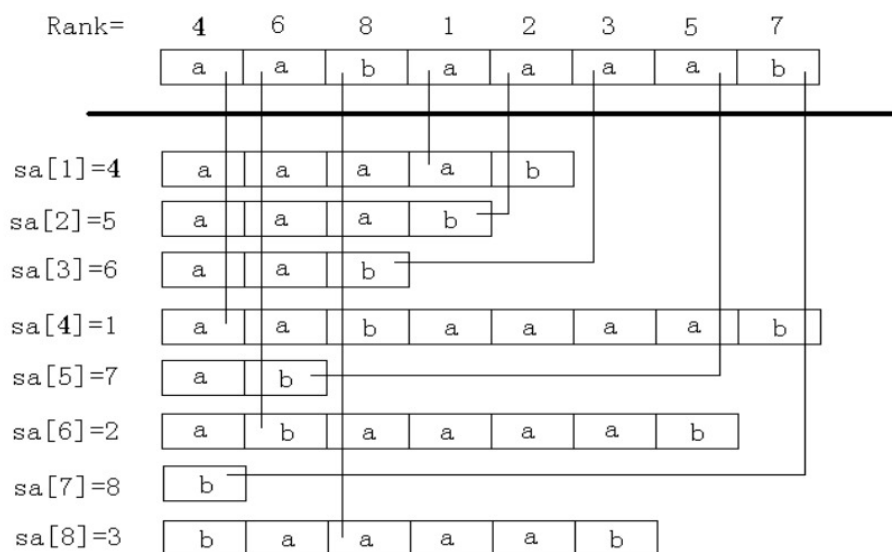 Rank= 4 6 8 1 2 3 5 7
a a b a a a a b
sa[1]=4 a a a a b
sa[2]=5 a a a b
sa[3]=6 a a b
sa[4]=1 a a b a a a a b
sa[5]=7 a b
sa[6]=2 a b a a a a b
sa[7]=8 b
sa[8]=3 b a a a a b